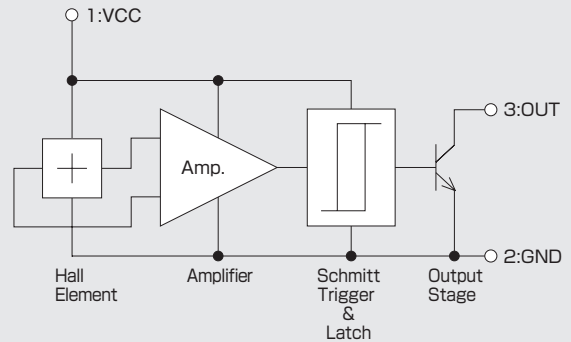 1:VCC
3:OUT
Amp.
2:GND
Hall
Element
Amplifier
Schmitt
Trigger
&
Latch
Output
Stage